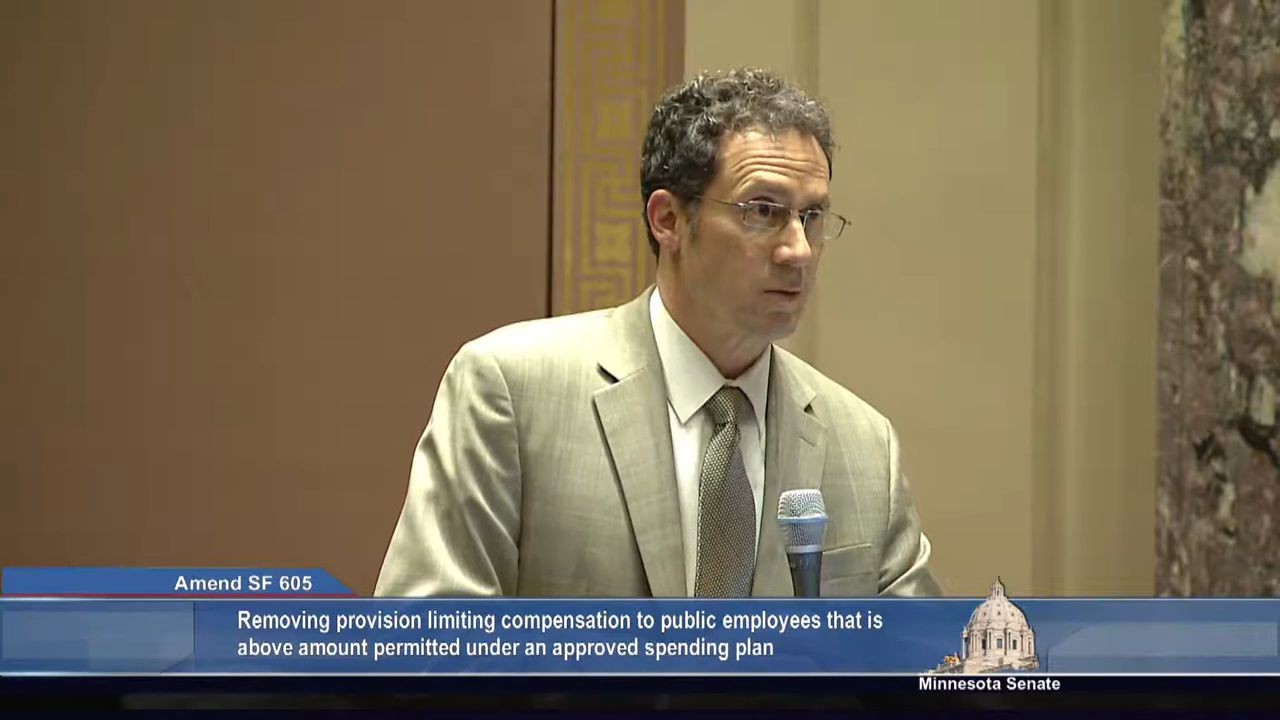 Amend SF 605
Removing provision limiting compensation to public employees that is
above amount permitted under an approved spending plan
Minnesota Senate